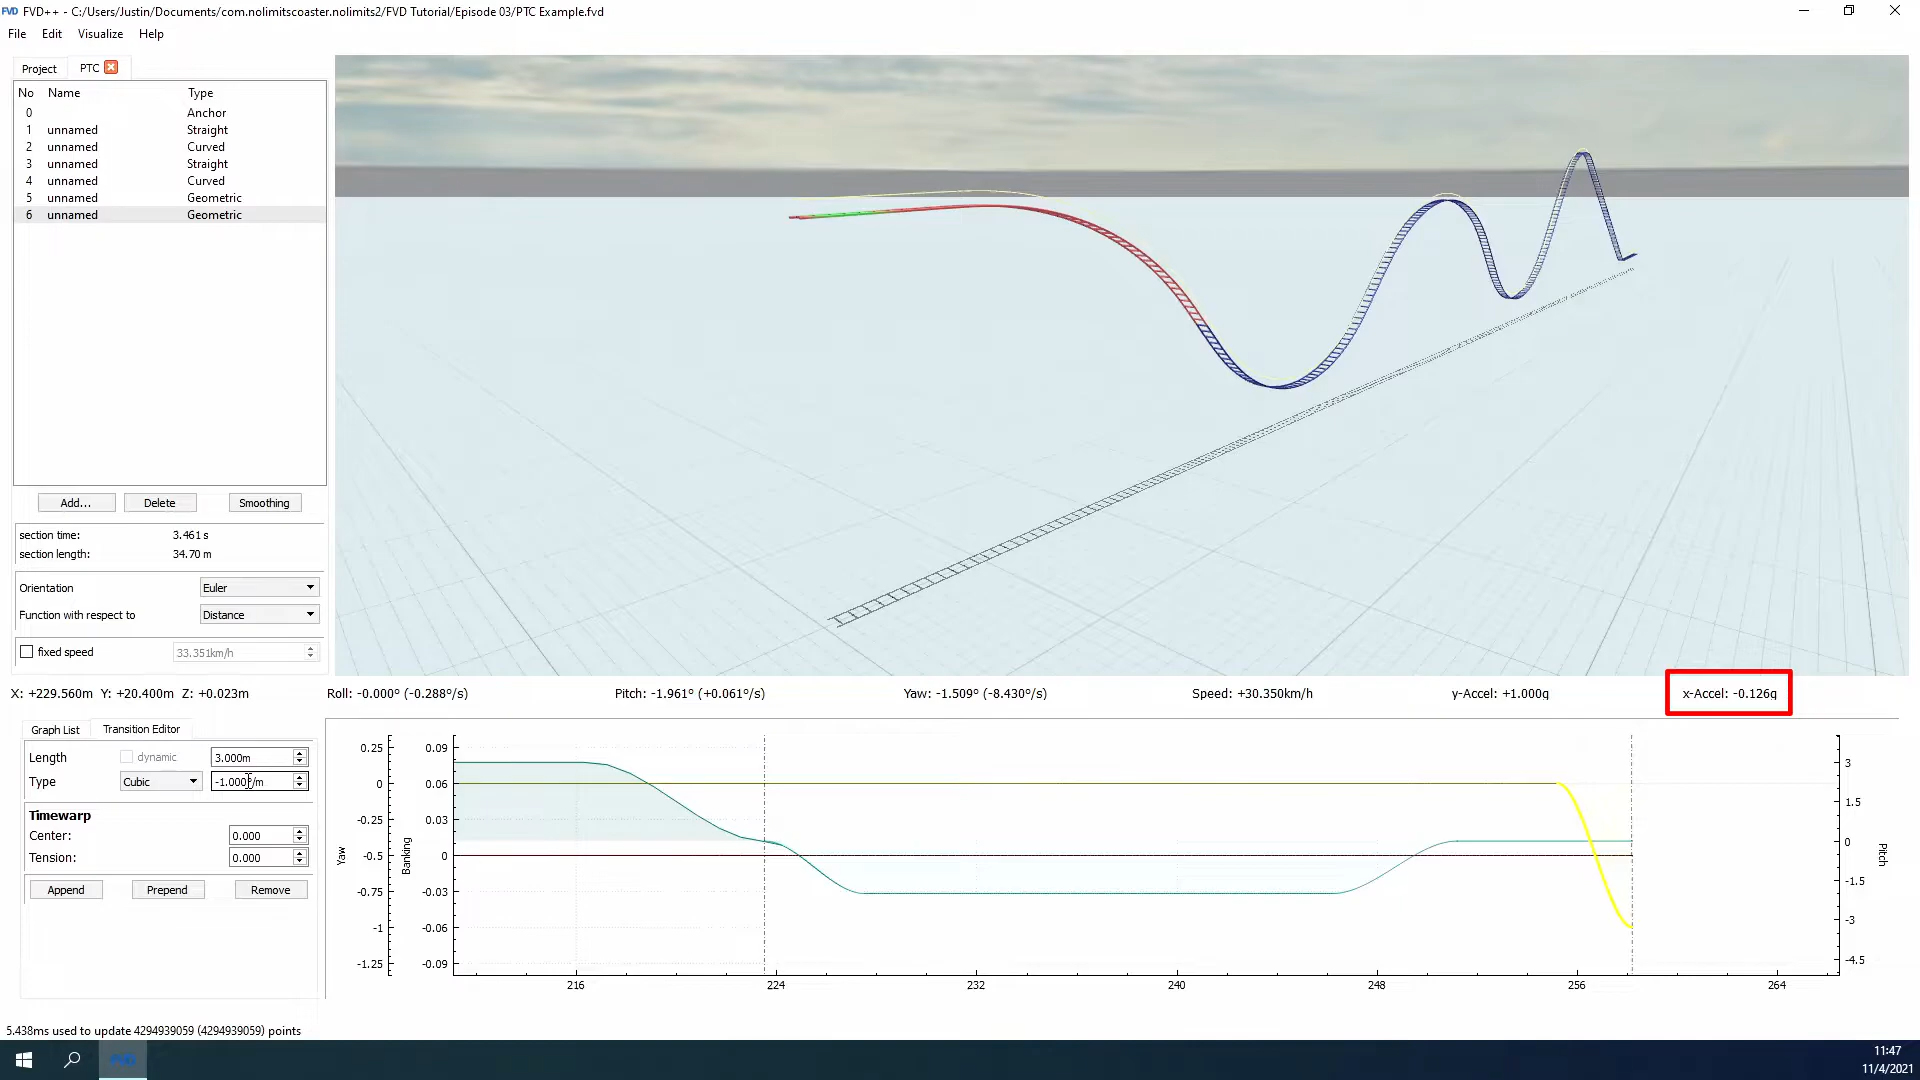 FVD FVD++ - C:/Users/Justin/Documents/com.nolimitscoaster.nolimits2/FVD Tutorial/Episode 03/PTC Example.fvd
File Edit Visualize Help
Project PTC
No Name Type
0 Anchor
1 unnamed Straight
2 unnamed Curved
3 unnamed Straight
4 unnamed Curved
5 unnamed Geometric
6 unnamed Geometric
Add... Delete Smoothing
section time: 3.461 s
section length: 34.70 m
Orientation Euler
Function with respect to Distance
fixed speed 33.351km/h
X: +229.560m Y: +20.400m Z: +0.023m Roll: -0.000° (-0.288°/s) Pitch: -1.961° (+0.061°/s) Yaw: -1.509° (-8.430°/s) Speed: +30.350km/h y-Accel: +1.000g x-Accel: -0.126g
Graph List Transition Editor
Length dynamic 3.000m
Type Cubic -1.000°/m
Timewarp
Center: 0.000
Tension: 0.000
Append Prepend Remove
Yaw
0.25
0
-0.25
-0.5
-0.75
-1
-1.25
Banking
0.09
0.06
0.03
0
-0.03
-0.06
-0.09
3
1.5
0
-1.5
-3
-4.5
Pitch
216 224 232 240 248 256 264
5.438ms used to update 4294939059 (4294939059) points
FVD
11:47
11/4/2021